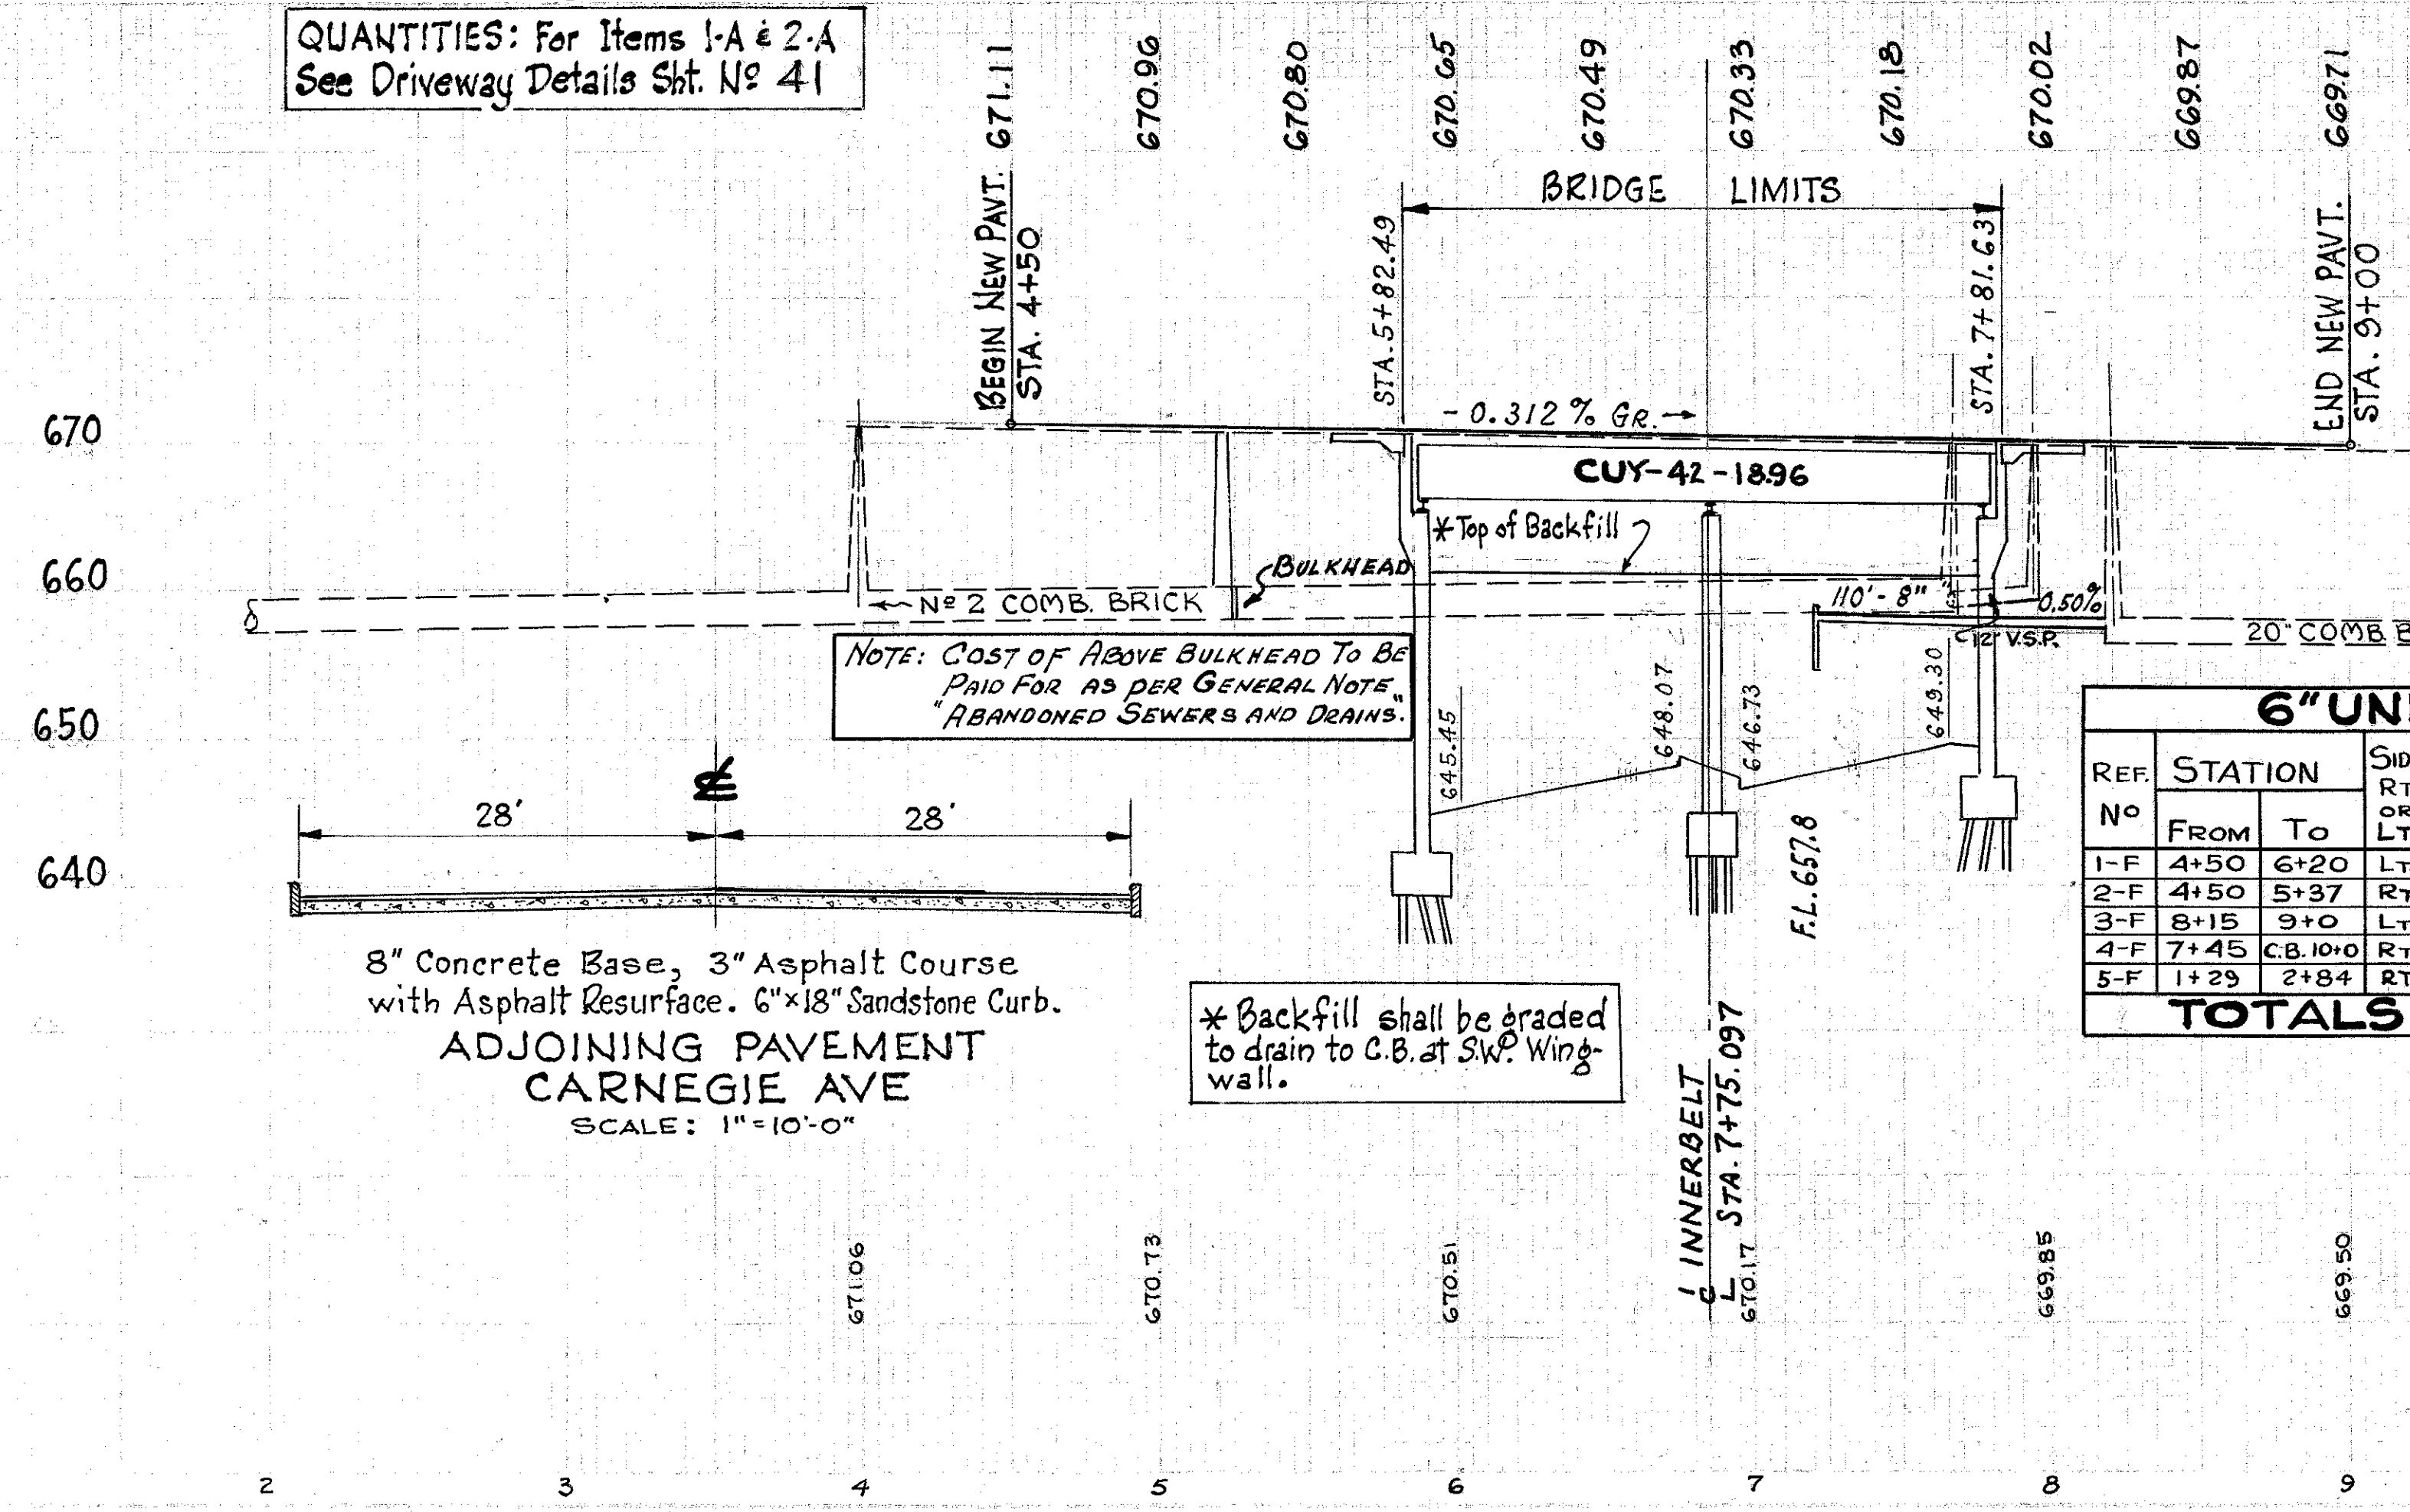 QUANTITIES: For Items 1-A & 2-A
See Driveway Details Sht. Nº 41
671.11
670.96
670.80
670.65
670.49
670.33
670.18
670.02
669.87
669.71
BEGIN NEW PAVT.
STA. 4+50
BRIDGE LIMITS
STA. 5+82.49
STA. 7+81.63
END NEW PAVT.
STA. 9+00
- 0.312 % GR.
670
660
650
640
CUY-42-1896
* Top of Backfill
BULKHEAD
Nº 2 COMB. BRICK
110'- 8"
0.50%
12" V.S.P.
20" COMB. B
NOTE: COST OF ABOVE BULKHEAD TO BE
PAID FOR AS PER GENERAL NOTE
"ABANDONED SEWERS AND DRAINS."
645.45
648.07
646.73
649.30
F.L. 657.8
℄
28'
28'
8" Concrete Base, 3" Asphalt Course
with Asphalt Resurface. 6"x18" Sandstone Curb.
ADJOINING PAVEMENT
CARNEGIE AVE
SCALE: 1"=10'-0"
* Backfill shall be graded
to drain to C.B. at S.W. Wing-
wall.
℄ INNERBELT
STA. 7+75.097
6" UN
REF. Nº STATION SID RT OR LT
FROM TO
1-F 4+50 6+20 LT
2-F 4+50 5+37 RT
3-F 8+15 9+0 LT
4-F 7+45 C.B. 10+0 RT
5-F 1+29 2+84 RT
TOTALS
671.06
670.73
670.51
670.17
669.85
669.50
2 3 4 5 6 7 8 9